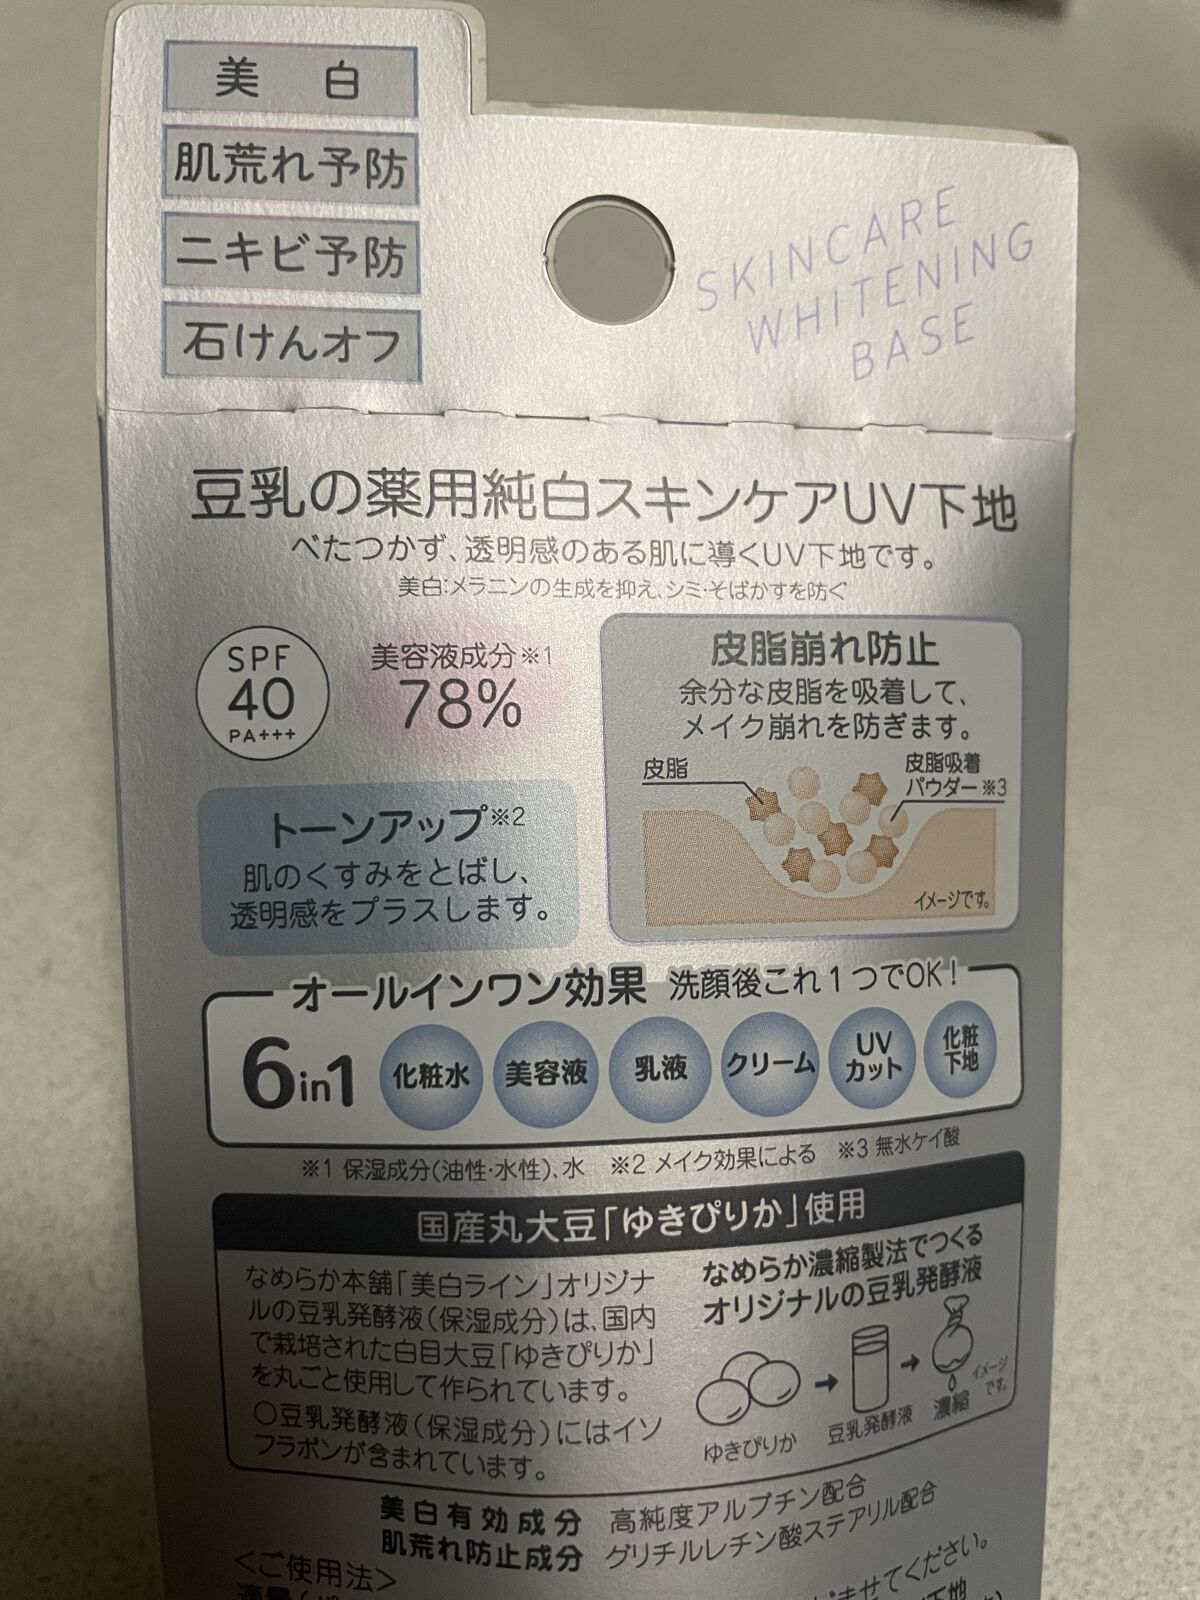 美 白
肌荒れ予防
ニキビ予防
石けんオフ
SKINCARE
WHITENING
BASE
豆乳の薬用純白スキンケアUV下地
べたつかず、透明感のある肌に導くUV下地です。
美白:メラニンの生成を抑え、シミ・そばかすを防ぐ
SPF
40
PA+++
美容液成分※1
78%
トーンアップ※2
肌のくすみをとばし、
透明感をプラスします。
皮脂崩れ防止
余分な皮脂を吸着して、
メイク崩れを防ぎます。
皮脂
皮脂吸着
パウダー※3
イメージです。
オールインワン効果 洗顔後これ1つでOK!
6in1
化粧水
美容液
乳液
クリーム
UV
カット
化粧
下地
※1 保湿成分(油性・水性)、水 ※2 メイク効果による ※3 無水ケイ酸
国産丸大豆「ゆきぴりか」使用
なめらか本舗「美白ライン」オリジナ
ルの豆乳発酵液(保湿成分)は、国内
で栽培された白目大豆「ゆきぴりか」
を丸ごと使用して作られています。
○豆乳発酵液(保湿成分)にはイソ
フラボンが含まれています。
なめらか濃縮製法でつくる
オリジナルの豆乳発酵液
ゆきぴりか
豆乳発酵液
濃縮
イメージ
です。
美白有効成分 高純度アルブチン配合
肌荒れ防止成分 グリチルレチン酸ステアリル配合
<ご使用法>
ませてください。
下地